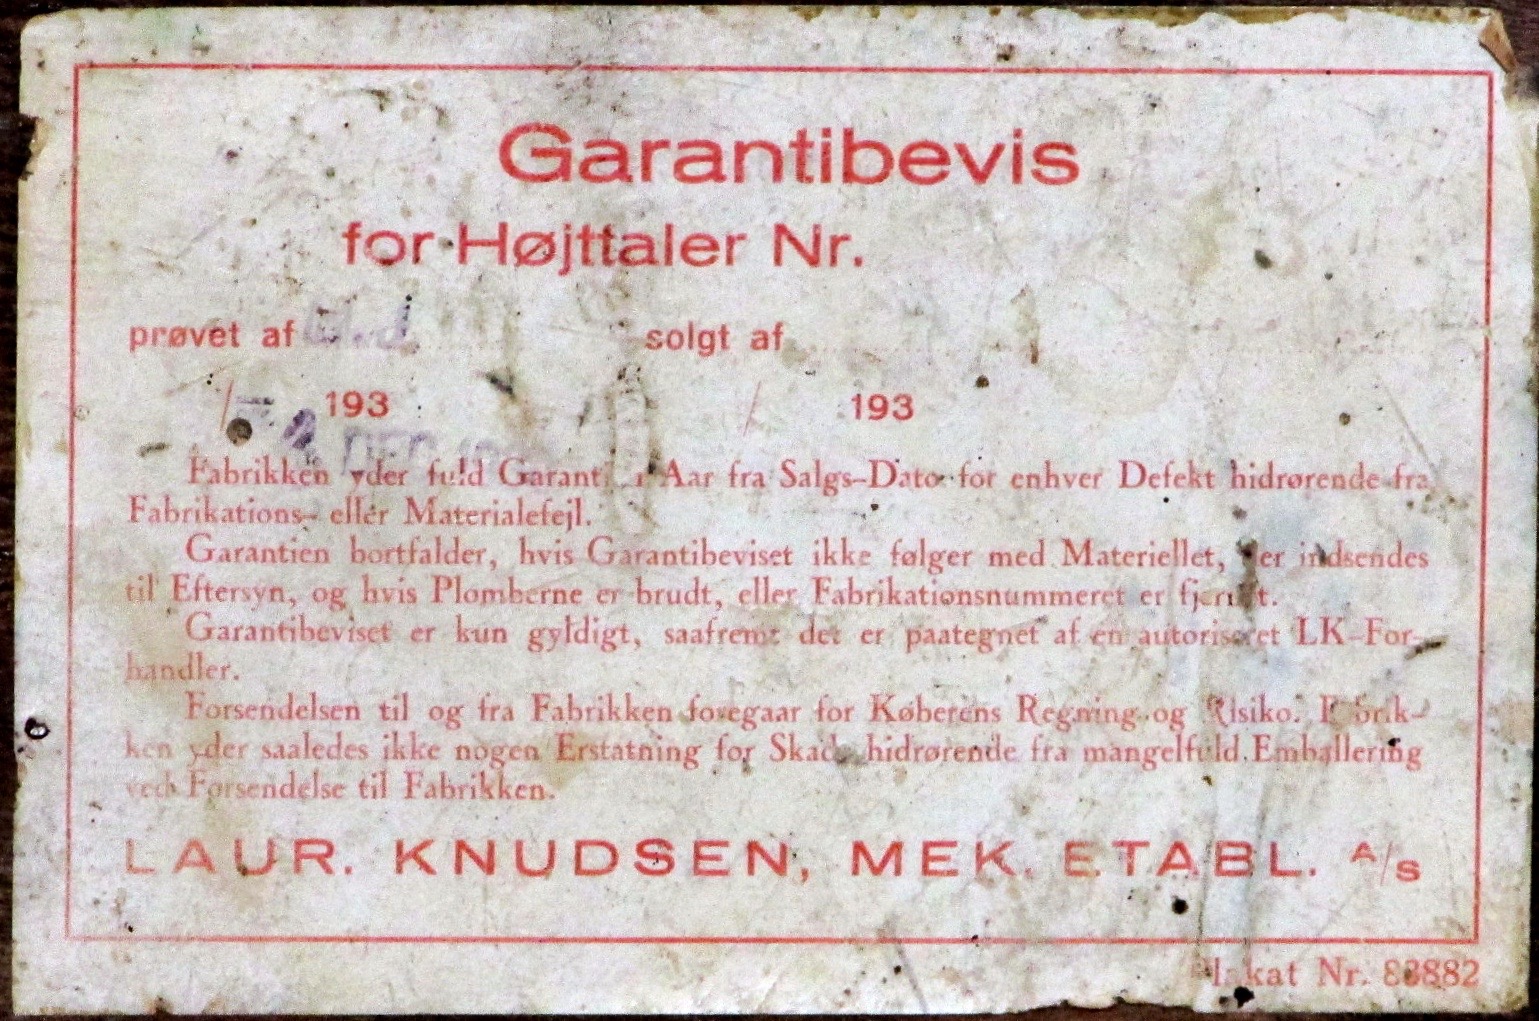 Garantibevis
for Højttaler Nr.
prøvet af solgt af
/ 193 / 193
DEC
Fabrikken yder fuld Garanti i 1 Aar fra Salgs-Dato for enhver Defekt hidrørende fra
Fabrikations- eller Materialefejl.
Garantien bortfalder, hvis Garantibeviset ikke følger med Materiellet, der indsendes
til Eftersyn, og hvis Plomberne er brudt, eller Fabrikationsnummeret er fjernet.
Garantibeviset er kun gyldigt, saafremt det er paategnet af en autoriseret LK-For-
handler.
Forsendelsen til og fra Fabrikken foregaar for Køberens Regning og Risiko. Fabrik-
ken yder saaledes ikke nogen Erstatning for Skade hidrørende fra mangelfuld Emballering
ved Forsendelse til Fabrikken.
LAUR. KNUDSEN, MEK. ETABL. A/S
Plakat Nr. 83882